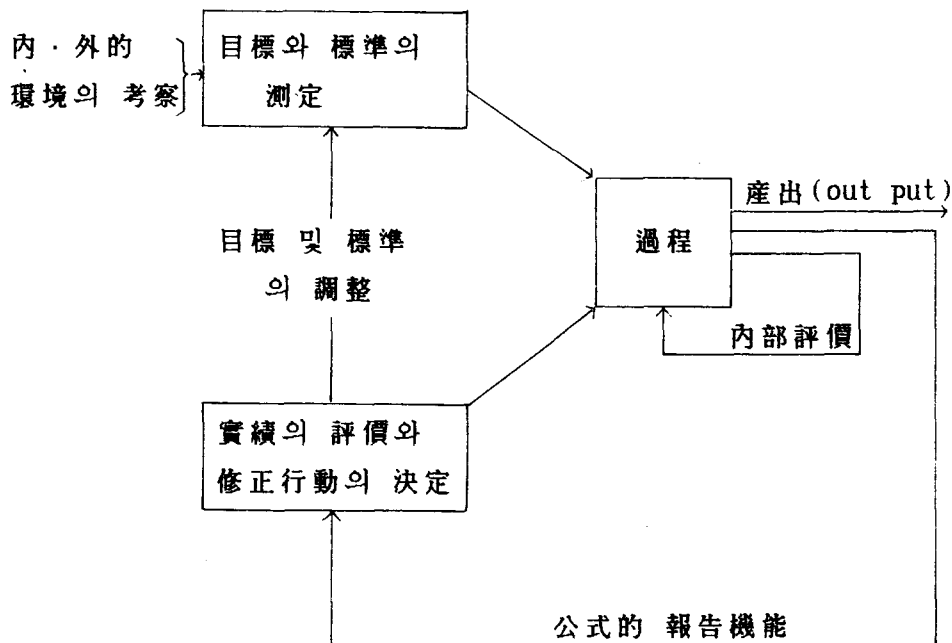 內·外的
環境의 考察
目標와 標準의
測定
目標 및 標準
의 調整
過程
産出(out put)
內部評價
實績의 評價와
修正行動의 決定
公式的 報告機能